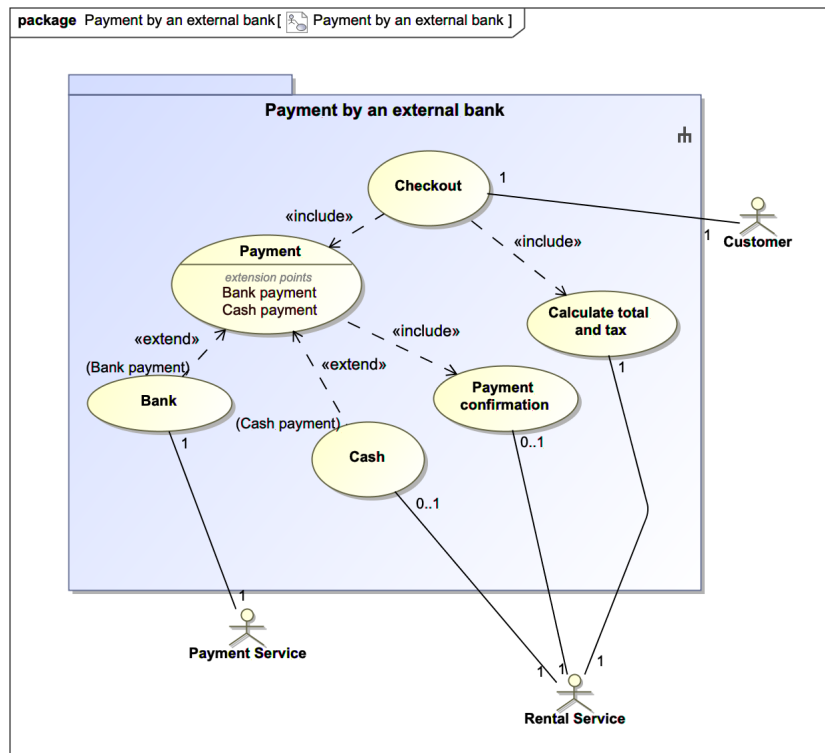 package Payment by an external bank[ Payment by an external bank ]
Payment by an external bank
Checkout
1
1
Customer
«include»
«include»
Payment
extension points
Bank payment
Cash payment
Calculate total
and tax
1
«include»
«extend»
(Bank payment)
«extend»
Bank
1
Payment
confirmation
0..1
(Cash payment)
Cash
0..1
1
Payment Service
1
1
1
Rental Service